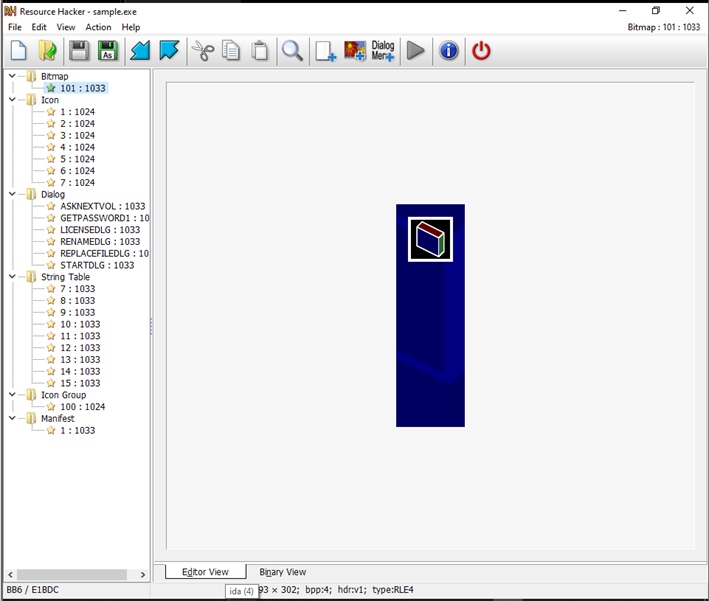 RH Resource Hacker - sample.exe
File Edit View Action Help Bitmap : 101 : 1033
As Dialog
Men
Bitmap
101 : 1033
Icon
1 : 1024
2 : 1024
3 : 1024
4 : 1024
5 : 1024
6 : 1024
7 : 1024
Dialog
ASKNEXTVOL : 1033
GETPASSWORD1 : 10
LICENSEDLG : 1033
RENAMEDLG : 1033
REPLACEFILEDLG : 10
STARTDLG : 1033
String Table
7 : 1033
8 : 1033
9 : 1033
10 : 1033
11 : 1033
12 : 1033
13 : 1033
14 : 1033
15 : 1033
Icon Group
100 : 1024
Manifest
1 : 1033
Editor View Binary View
BB6 / E1BDC ida (4) 93 × 302; bpp:4; hdr:v1; type:RLE4